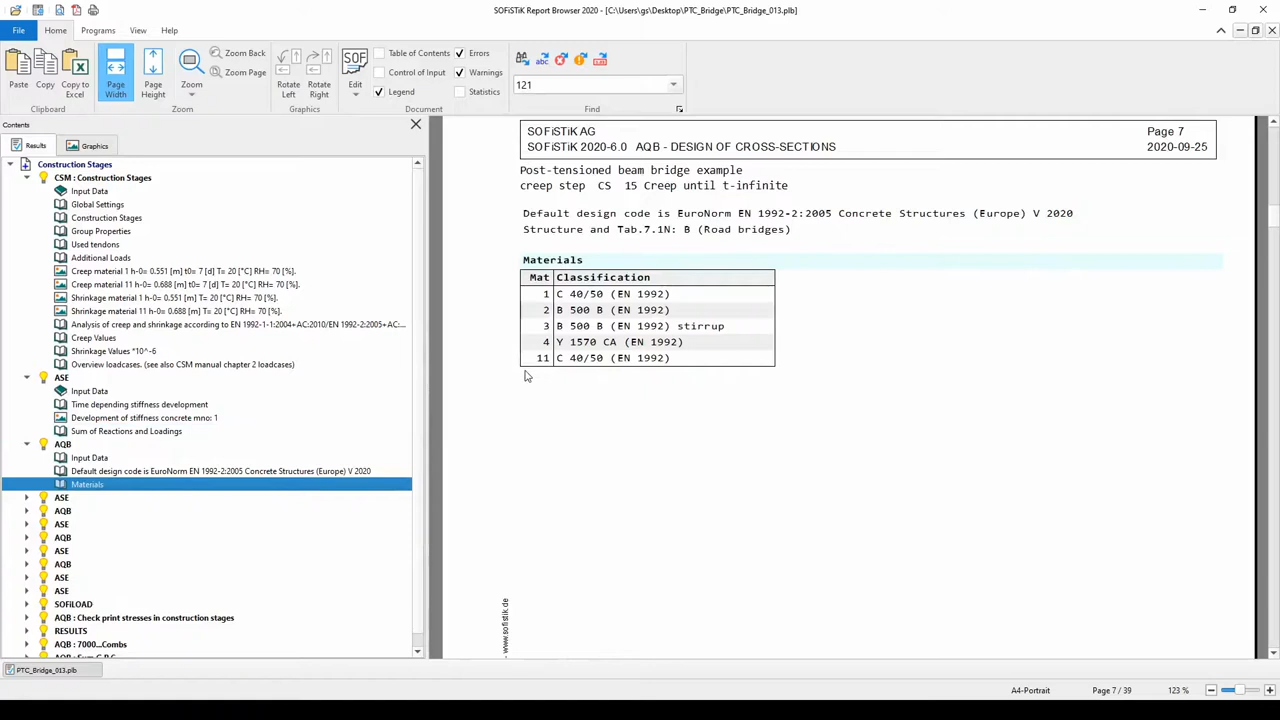 SOFiSTiK Report Browser 2020 - [C:\Users\gs\Desktop\PTC_Bridge\PTC_Bridge_013.plb]
File Home Programs View Help
Paste Copy Copy to Excel
Clipboard
Page Width Page Height Zoom Zoom Back Zoom Page
Zoom
Rotate Left Rotate Right
Graphics
SOF Edit
Table of Contents Errors
Control of Input Warnings
Legend Statistics
Document
abc
121
Find
Contents
Results Graphics
Construction Stages
CSM : Construction Stages
Input Data
Global Settings
Construction Stages
Group Properties
Used tendons
Additional Loads
Creep material 1 h-0= 0.551 [m] t0= 7 [d] T= 20 [°C] RH= 70 [%].
Creep material 11 h-0= 0.688 [m] t0= 7 [d] T= 20 [°C] RH= 70 [%].
Shrinkage material 1 h-0= 0.551 [m] T= 20 [°C] RH= 70 [%].
Shrinkage material 11 h-0= 0.688 [m] T= 20 [°C] RH= 70 [%].
Analysis of creep and shrinkage according to EN 1992-1-1:2004+AC:2010/EN 1992-2:2005+AC:...
Creep Values
Shrinkage Values *10^-6
Overview loadcases. (see also CSM manual chapter 2 loadcases)
ASE
Input Data
Time depending stiffness development
Development of stiffness concrete mno: 1
Sum of Reactions and Loadings
AQB
Input Data
Default design code is EuroNorm EN 1992-2:2005 Concrete Structures (Europe) V 2020
Materials
ASE
AQB
ASE
AQB
ASE
AQB
ASE
ASE
SOFiLOAD
AQB : Check print stresses in construction stages
RESULTS
AQB : 7000...Combs
PTC_Bridge_013.plb
SOFiSTiK AG Page 7
SOFiSTiK 2020-6.0 AQB - DESIGN OF CROSS-SECTIONS 2020-09-25
Post-tensioned beam bridge example
creep step CS 15 Creep until t-infinite
Default design code is EuroNorm EN 1992-2:2005 Concrete Structures (Europe) V 2020
Structure and Tab.7.1N: B (Road bridges)
Materials
Mat Classification
1 C 40/50 (EN 1992)
2 B 500 B (EN 1992)
3 B 500 B (EN 1992) stirrup
4 Y 1570 CA (EN 1992)
11 C 40/50 (EN 1992)
- www.sofistik.de
A4-Portrait Page 7 / 39 123 %